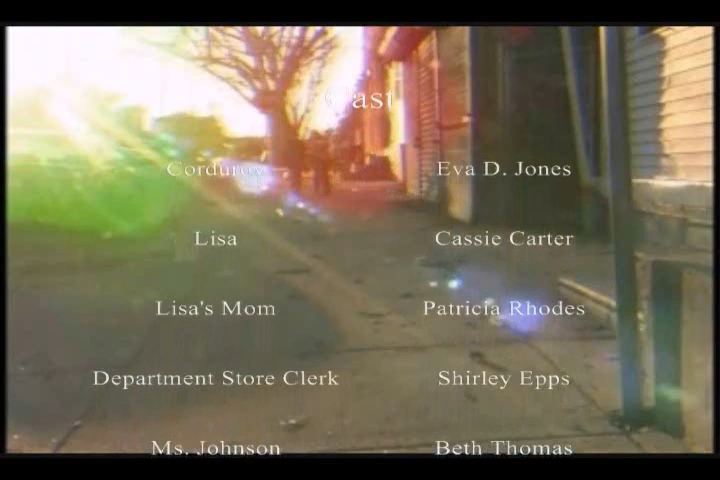 Cast
Corduroy Eva D. Jones
Lisa Cassie Carter
Lisa's Mom Patricia Rhodes
Department Store Clerk Shirley Epps
Ms. Johnson Beth Thomas